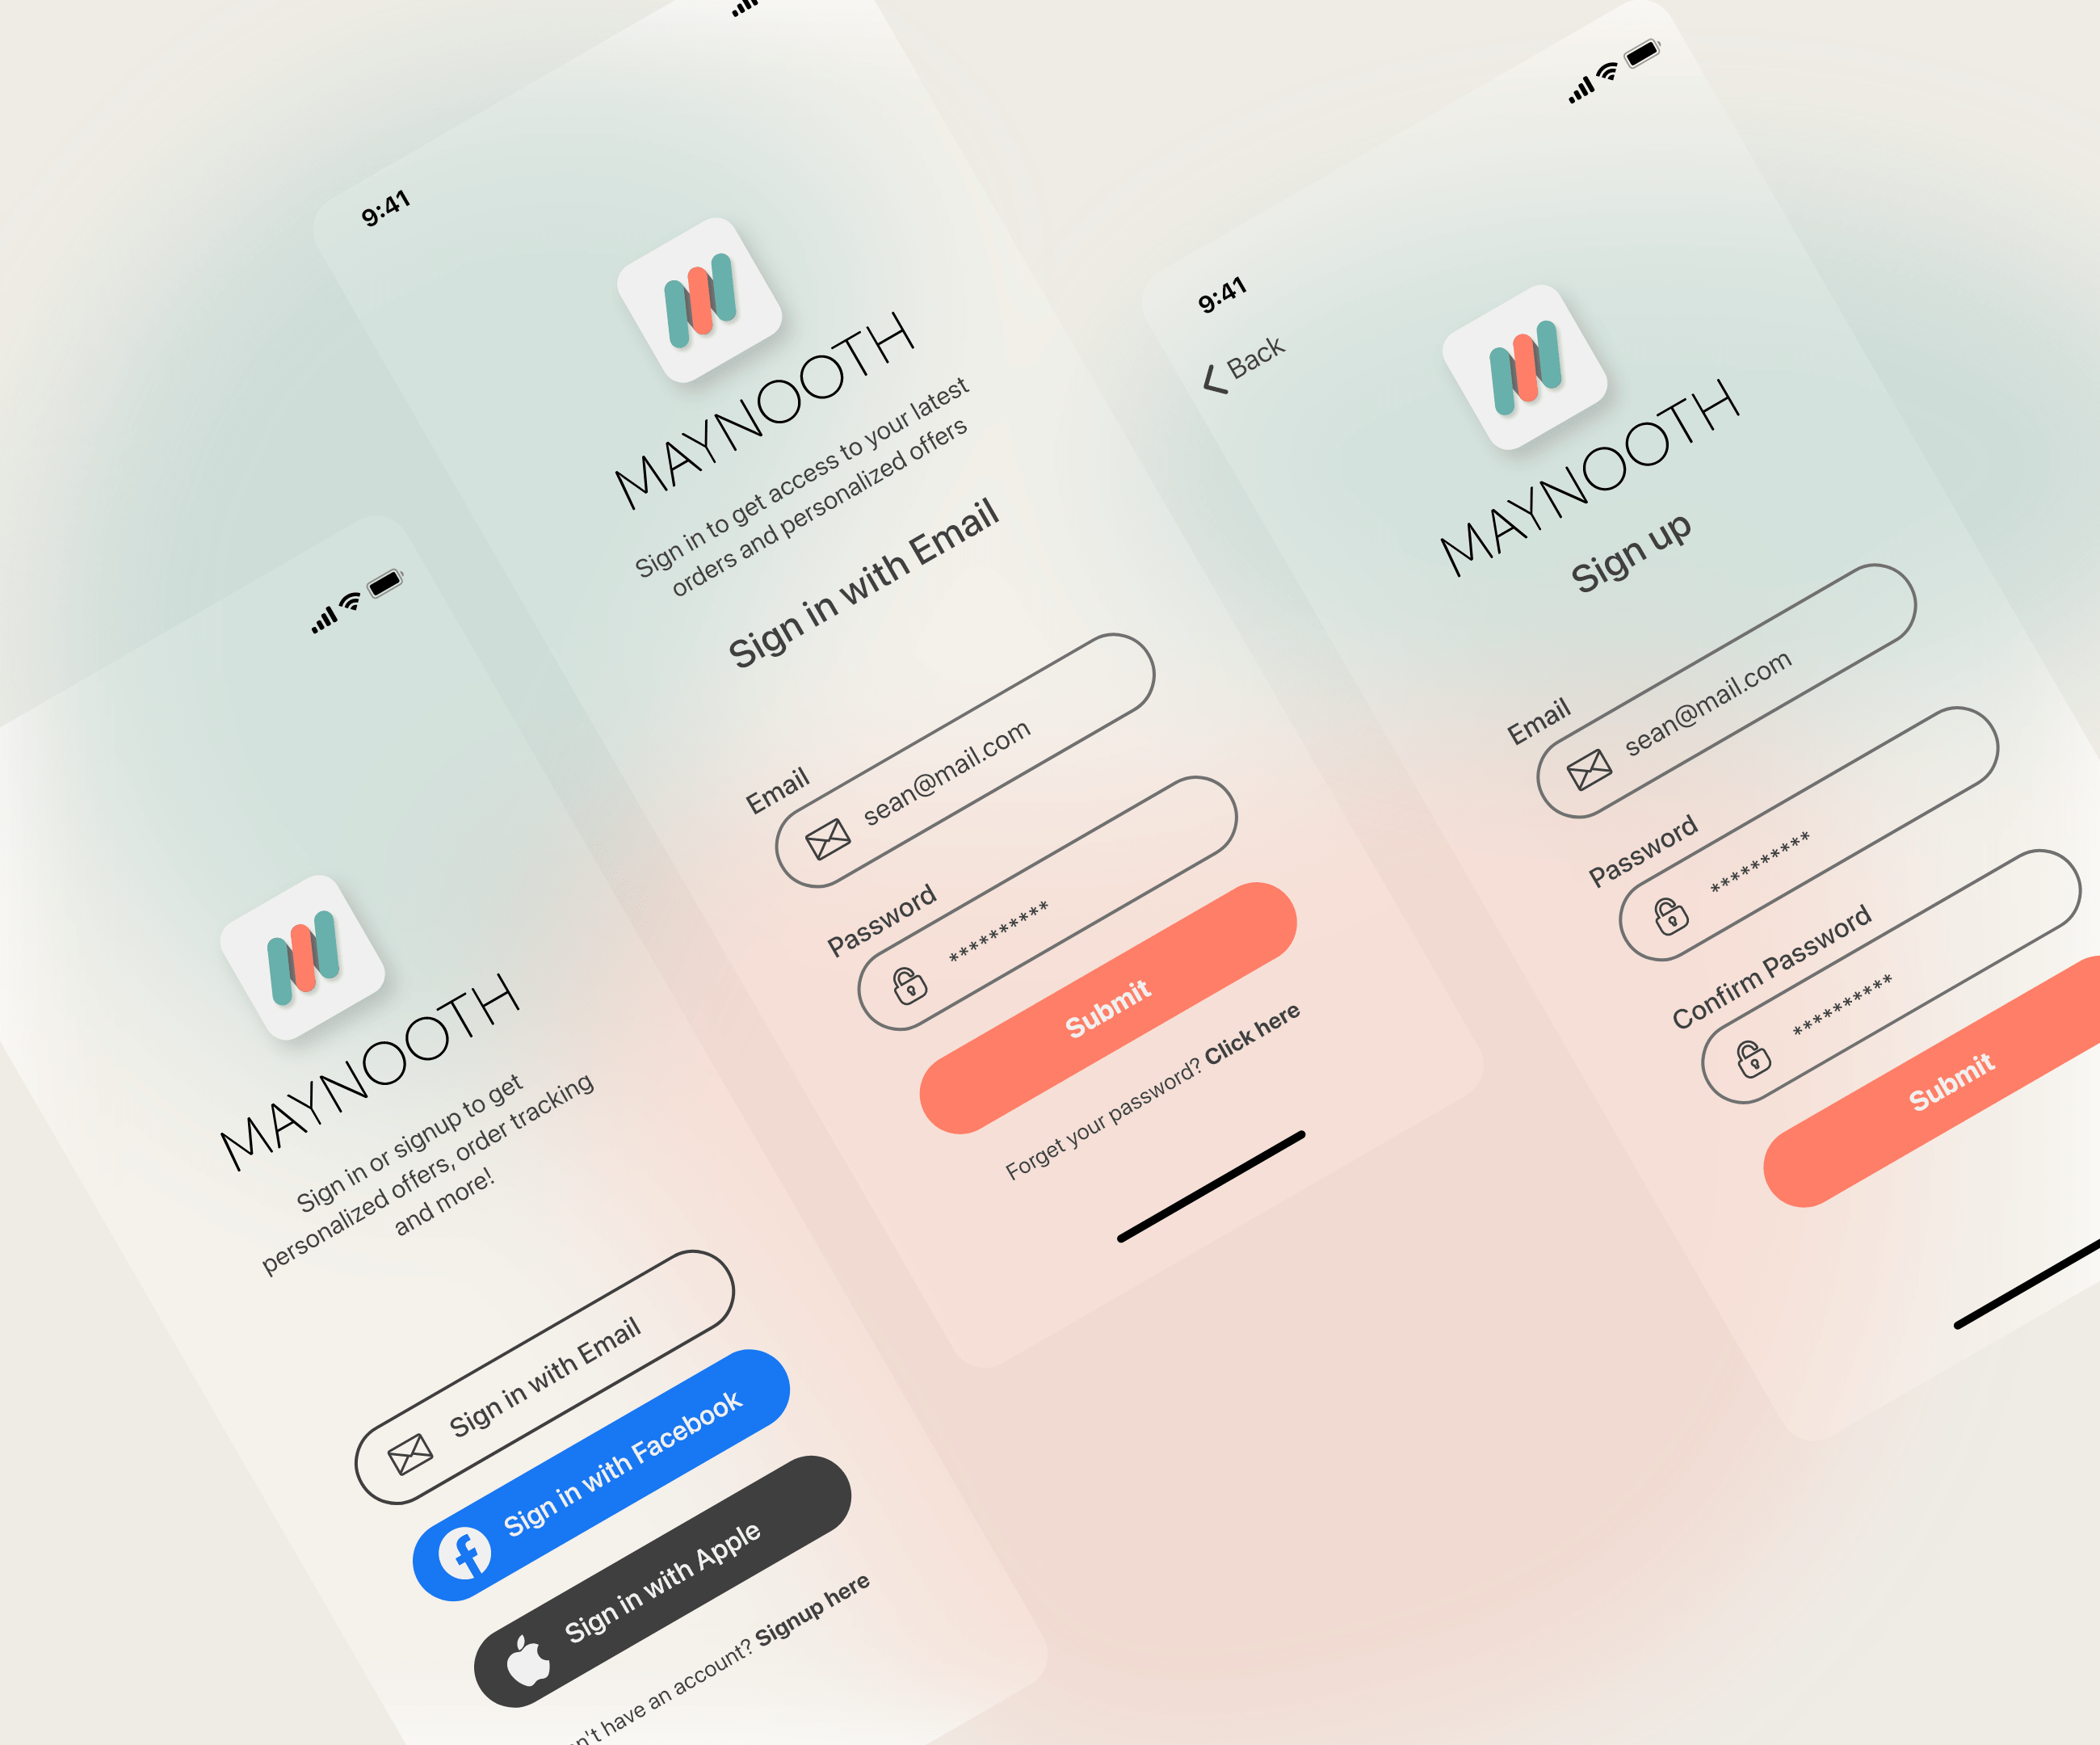 MAYNOOTH
Sign in or signup to get
personalized offers, order tracking
and more!
Sign in with Email
Sign in with Facebook
Sign in with Apple
have an account? Signup here
9:41
MAYNOOTH
Sign in to get access to your latest
orders and personalized offers
Sign in with Email
Email
sean@mail.com
Password
**********
Submit
Forget your password? Click here
9:41
Back
MAYNOOTH
Sign up
Email
sean@mail.com
Password
**********
Confirm Password
**********
Submit